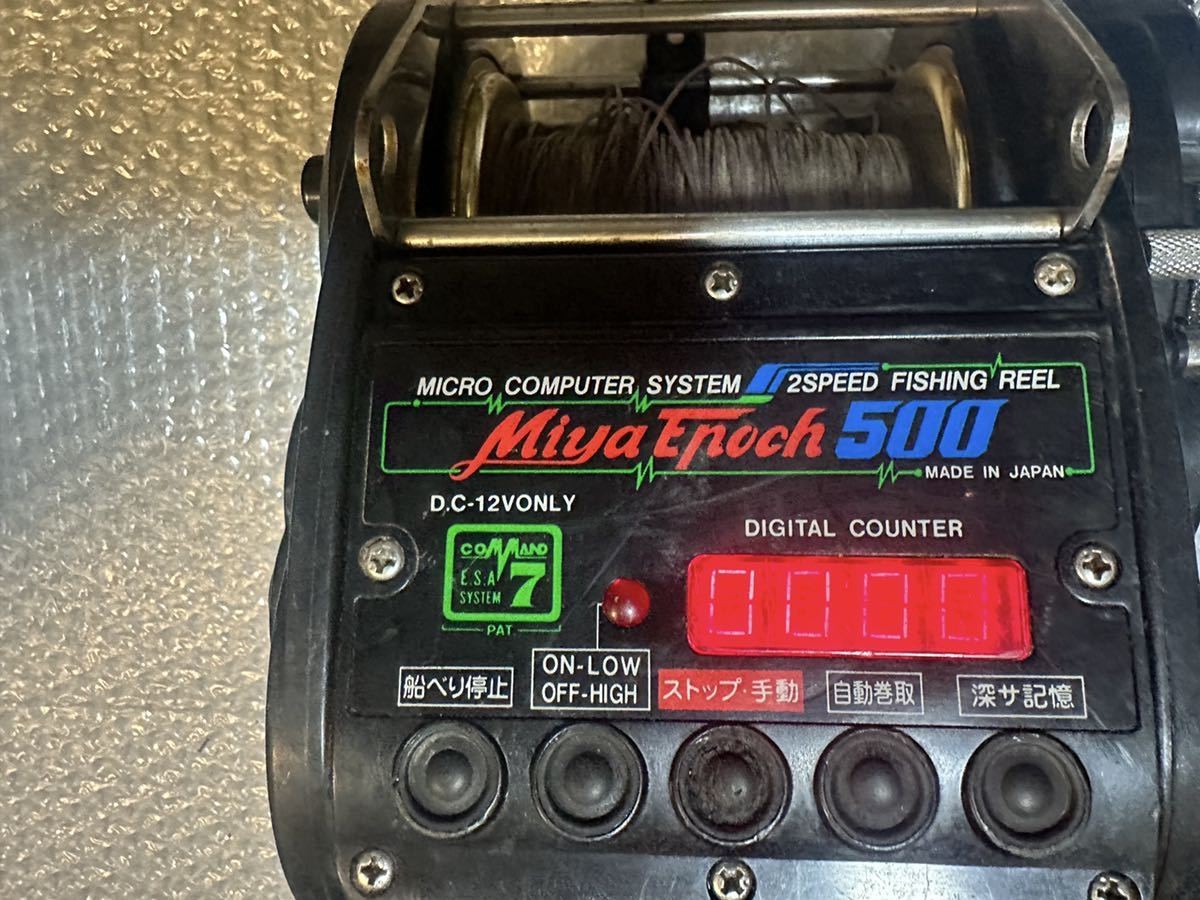 MICRO COMPUTER SYSTEM 2SPEED FISHING REEL
Miya Epoch 500
MADE IN JAPAN
D.C-12VONLY
DIGITAL COUNTER
COMMAND
E.S.A
SYSTEM 7
PAT
船べり停止
ON-LOW
OFF-HIGH
ストップ・手動
自動巻取
深サ記憶